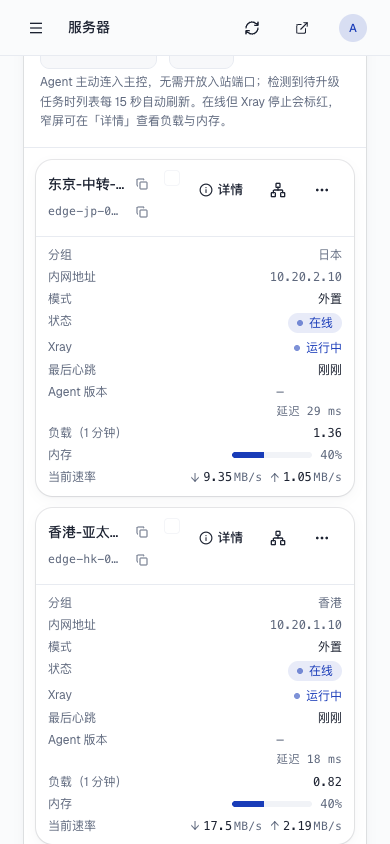 服务器
A
Agent 主动连入主控，无需开放入站端口；检测到待升级
任务时列表每 15 秒自动刷新。在线但 Xray 停止会标红，
窄屏可在「详情」查看负载与内存。
东京-中转-…
详情
edge-jp-0…
分组 日本
内网地址 10.20.2.10
模式 外置
状态 在线
Xray 运行中
最后心跳 刚刚
Agent 版本 —
延迟 29 ms
负载（1 分钟） 1.36
内存 40%
当前速率 ↓ 9.35 MB/s ↑ 1.05 MB/s
香港-亚太…
详情
edge-hk-0…
分组 香港
内网地址 10.20.1.10
模式 外置
状态 在线
Xray 运行中
最后心跳 刚刚
Agent 版本 —
延迟 18 ms
负载（1 分钟） 0.82
内存 40%
当前速率 ↓ 17.5 MB/s ↑ 2.19 MB/s